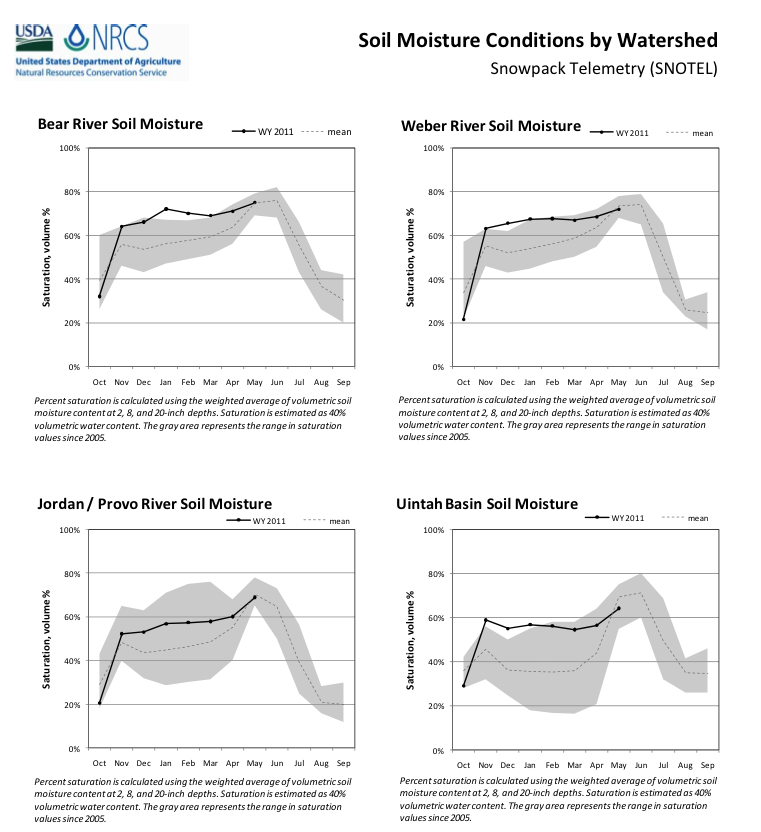 USDA NRCS
United States Department of Agriculture
Natural Resources Conservation Service
Soil Moisture Conditions by Watershed
Snowpack Telemetry (SNOTEL)
Bear River Soil Moisture
WY 2011 mean
100%
80%
60%
40%
20%
0%
Saturation, volume %
Oct Nov Dec Jan Feb Mar Apr May Jun Jul Aug Sep
Percent saturation is calculated using the weighted average of volumetric soil
moisture content at 2, 8, and 20-inch depths. Saturation is estimated as 40%
volumetric water content. The gray area represents the range in saturation
values since 2005.
Weber River Soil Moisture
WY 2011 mean
100%
80%
60%
40%
20%
0%
Saturation, volume %
Oct Nov Dec Jan Feb Mar Apr May Jun Jul Aug Sep
Percent saturation is calculated using the weighted average of volumetric soil
moisture content at 2, 8, and 20-inch depths. Saturation is estimated as 40%
volumetric water content. The gray area represents the range in saturation
values since 2005.
Jordan / Provo River Soil Moisture
WY 2011 mean
100%
80%
60%
40%
20%
0%
Saturation, volume %
Oct Nov Dec Jan Feb Mar Apr May Jun Jul Aug Sep
Percent saturation is calculated using the weighted average of volumetric soil
moisture content at 2, 8, and 20-inch depths. Saturation is estimated as 40%
volumetric water content. The gray area represents the range in saturation
values since 2005.
Uintah Basin Soil Moisture
WY 2011 mean
100%
80%
60%
40%
20%
0%
Saturation, volume %
Oct Nov Dec Jan Feb Mar Apr May Jun Jul Aug Sep
Percent saturation is calculated using the weighted average of volumetric soil
moisture content at 2, 8, and 20-inch depths. Saturation is estimated as 40%
volumetric water content. The gray area represents the range in saturation
values since 2005.